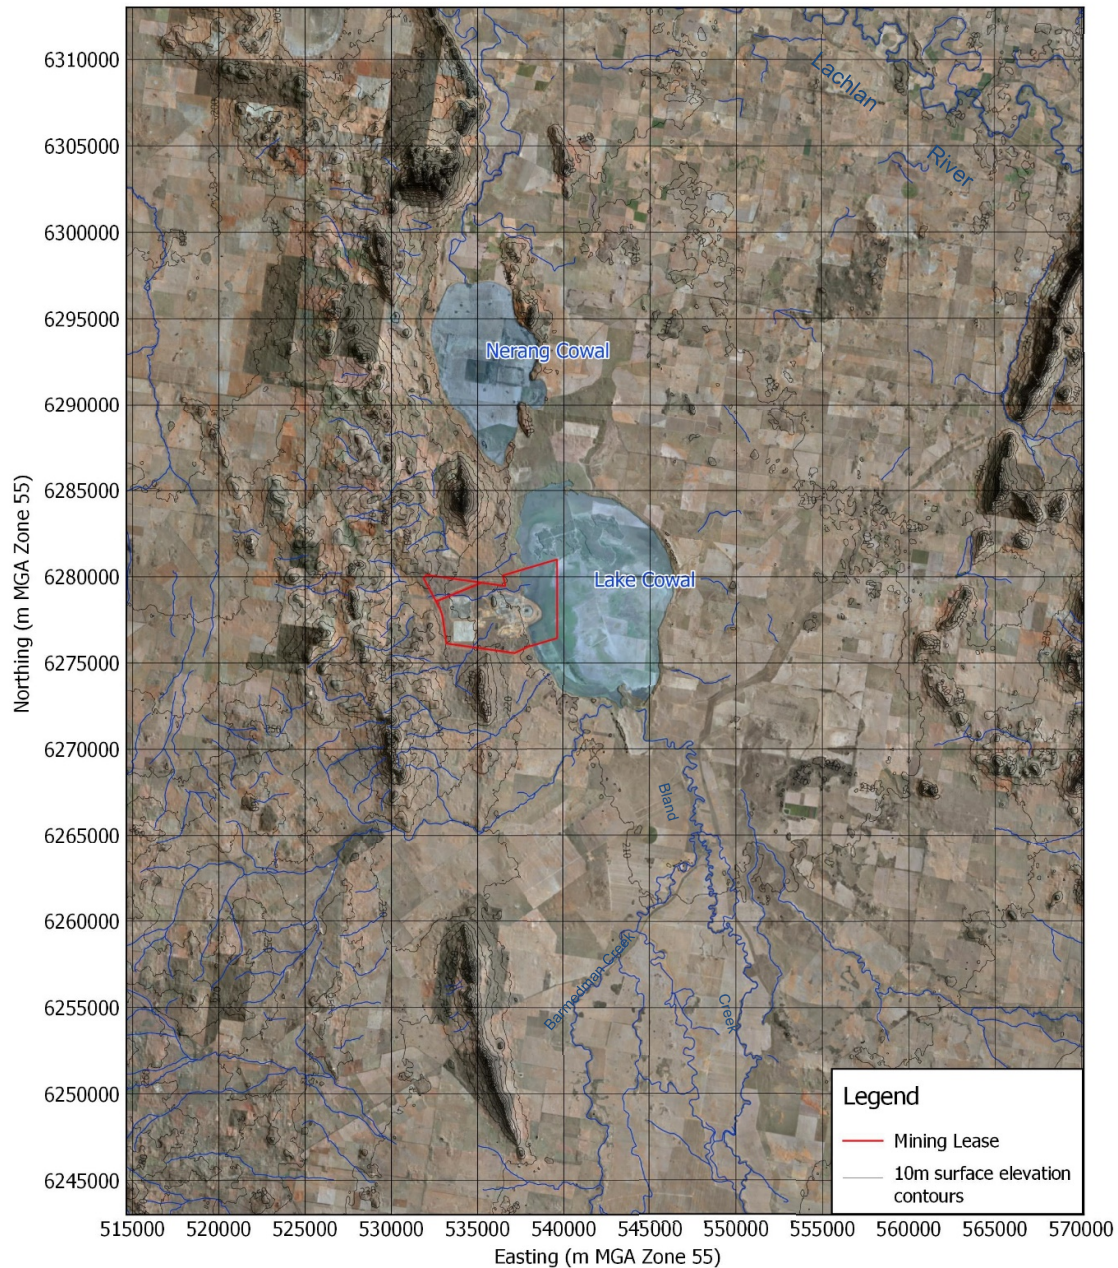 6310000
6305000
6300000
6295000
6290000
6285000
6280000
6275000
6270000
6265000
6260000
6255000
6250000
6245000
Northing (m MGA Zone 55)
Lachlan
River
Nerang Cowal
Lake Cowal
Bland
Creek
Barmedman Creek
210
Legend
Mining Lease
10m surface elevation
contours
515000 520000 525000 530000 535000 540000 545000 550000 555000 560000 565000 570000
Easting (m MGA Zone 55)